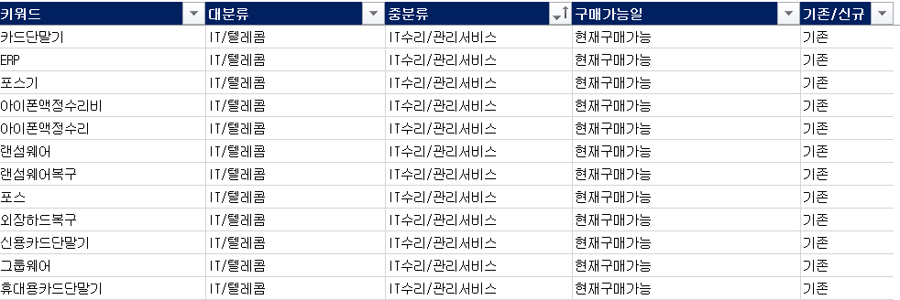 키워드 대분류 중분류 구매가능일 기존/신규
카드단말기 IT/텔레콤 IT수리/관리서비스 현재구매가능 기존
ERP IT/텔레콤 IT수리/관리서비스 현재구매가능 기존
포스기 IT/텔레콤 IT수리/관리서비스 현재구매가능 기존
아이폰액정수리비 IT/텔레콤 IT수리/관리서비스 현재구매가능 기존
아이폰액정수리 IT/텔레콤 IT수리/관리서비스 현재구매가능 기존
랜섬웨어 IT/텔레콤 IT수리/관리서비스 현재구매가능 기존
랜섬웨어복구 IT/텔레콤 IT수리/관리서비스 현재구매가능 기존
포스 IT/텔레콤 IT수리/관리서비스 현재구매가능 기존
외장하드복구 IT/텔레콤 IT수리/관리서비스 현재구매가능 기존
신용카드단말기 IT/텔레콤 IT수리/관리서비스 현재구매가능 기존
그룹웨어 IT/텔레콤 IT수리/관리서비스 현재구매가능 기존
휴대용카드단말기 IT/텔레콤 IT수리/관리서비스 현재구매가능 기존